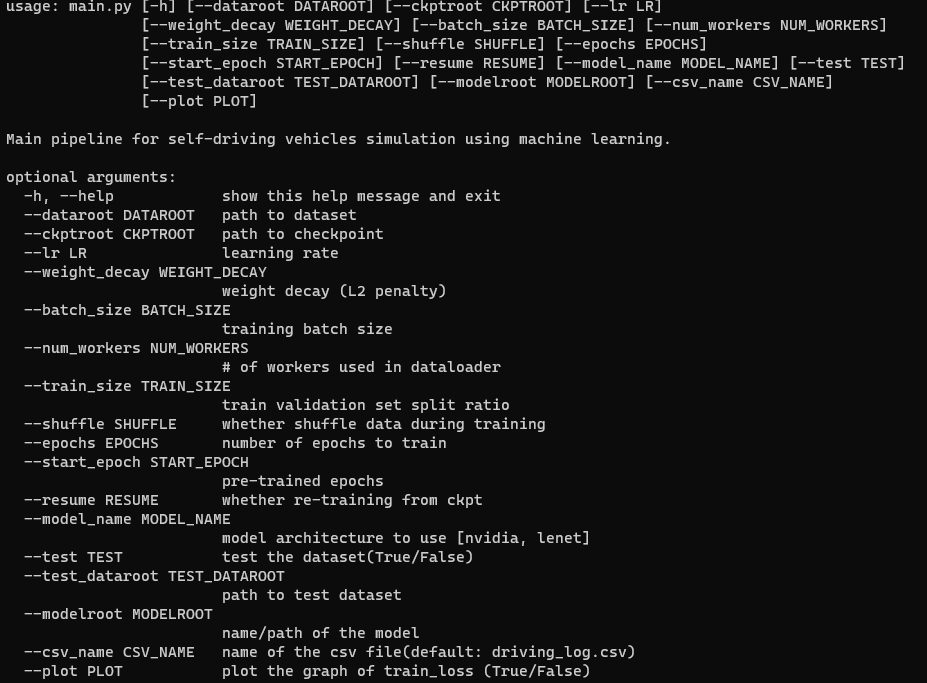 usage: main.py [-h] [--dataroot DATAROOT] [--ckptroot CKPTROOT] [--lr LR]
               [--weight_decay WEIGHT_DECAY] [--batch_size BATCH_SIZE] [--num_workers NUM_WORKERS]
               [--train_size TRAIN_SIZE] [--shuffle SHUFFLE] [--epochs EPOCHS]
               [--start_epoch START_EPOCH] [--resume RESUME] [--model_name MODEL_NAME] [--test TEST]
               [--test_dataroot TEST_DATAROOT] [--modelroot MODELROOT] [--csv_name CSV_NAME]
               [--plot PLOT]

Main pipeline for self-driving vehicles simulation using machine learning.

optional arguments:
  -h, --help            show this help message and exit
  --dataroot DATAROOT   path to dataset
  --ckptroot CKPTROOT   path to checkpoint
  --lr LR               learning rate
  --weight_decay WEIGHT_DECAY
                        weight decay (L2 penalty)
  --batch_size BATCH_SIZE
                        training batch size
  --num_workers NUM_WORKERS
                        # of workers used in dataloader
  --train_size TRAIN_SIZE
                        train validation set split ratio
  --shuffle SHUFFLE     whether shuffle data during training
  --epochs EPOCHS       number of epochs to train
  --start_epoch START_EPOCH
                        pre-trained epochs
  --resume RESUME       whether re-training from ckpt
  --model_name MODEL_NAME
                        model architecture to use [nvidia, lenet]
  --test TEST           test the dataset(True/False)
  --test_dataroot TEST_DATAROOT
                        path to test dataset
  --modelroot MODELROOT
                        name/path of the model
  --csv_name CSV_NAME   name of the csv file(default: driving_log.csv)
  --plot PLOT           plot the graph of train_loss (True/False)